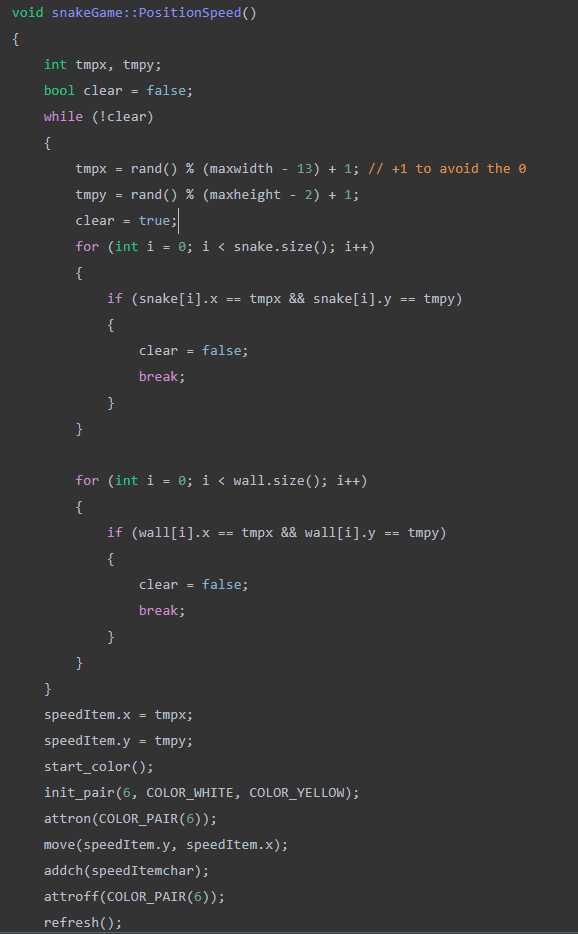 void snakeGame::PositionSpeed()
{
    int tmpx, tmpy;
    bool clear = false;
    while (!clear)
    {
        tmpx = rand() % (maxwidth - 13) + 1; // +1 to avoid the 0
        tmpy = rand() % (maxheight - 2) + 1;
        clear = true;
        for (int i = 0; i < snake.size(); i++)
        {
            if (snake[i].x == tmpx && snake[i].y == tmpy)
            {
                clear = false;
                break;
            }
        }

        for (int i = 0; i < wall.size(); i++)
        {
            if (wall[i].x == tmpx && wall[i].y == tmpy)
            {
                clear = false;
                break;
            }
        }
    }
    speedItem.x = tmpx;
    speedItem.y = tmpy;
    start_color();
    init_pair(6, COLOR_WHITE, COLOR_YELLOW);
    attron(COLOR_PAIR(6));
    move(speedItem.y, speedItem.x);
    addch(speedItemchar);
    attroff(COLOR_PAIR(6));
    refresh();